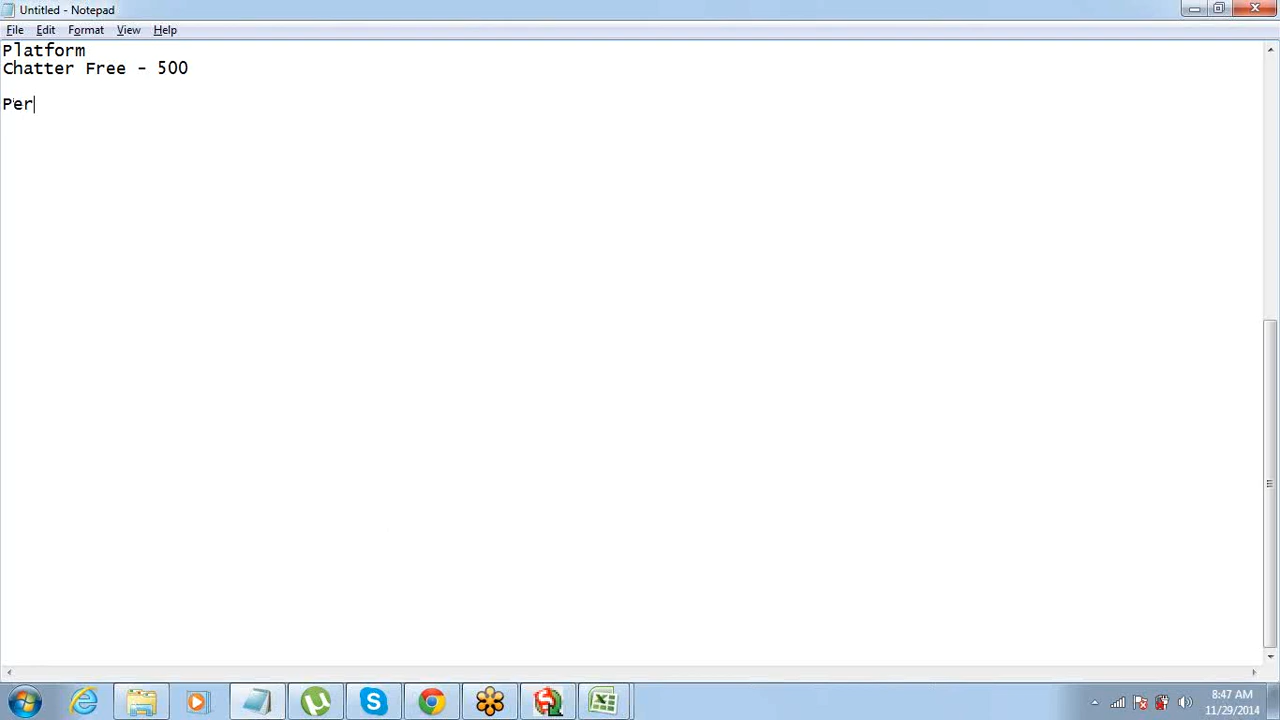 Untitled - Notepad
File Edit Format View Help
Platform
Chatter Free - 500
Per
8:47 AM
11/29/2014